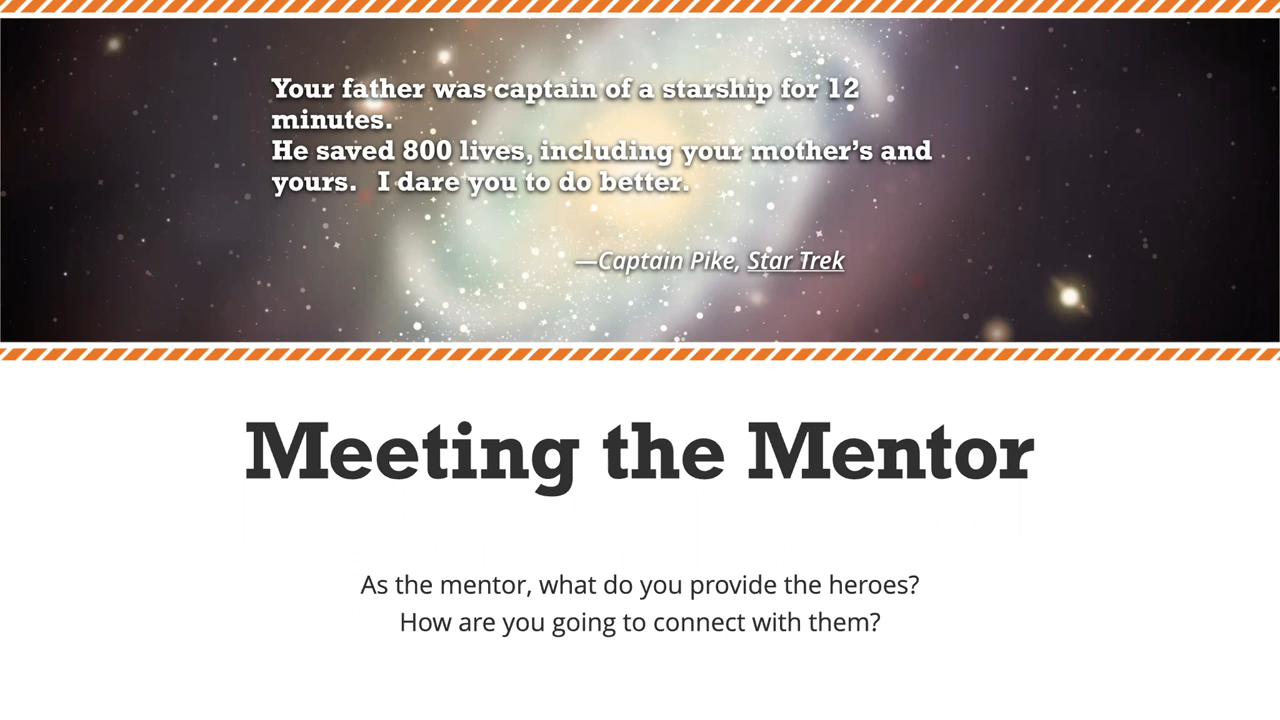 Your father was captain of a starship for 12
minutes.
He saved 800 lives, including your mother’s and
yours.   I dare you to do better.
—Captain Pike, Star Trek
Meeting the Mentor
As the mentor, what do you provide the heroes?
How are you going to connect with them?